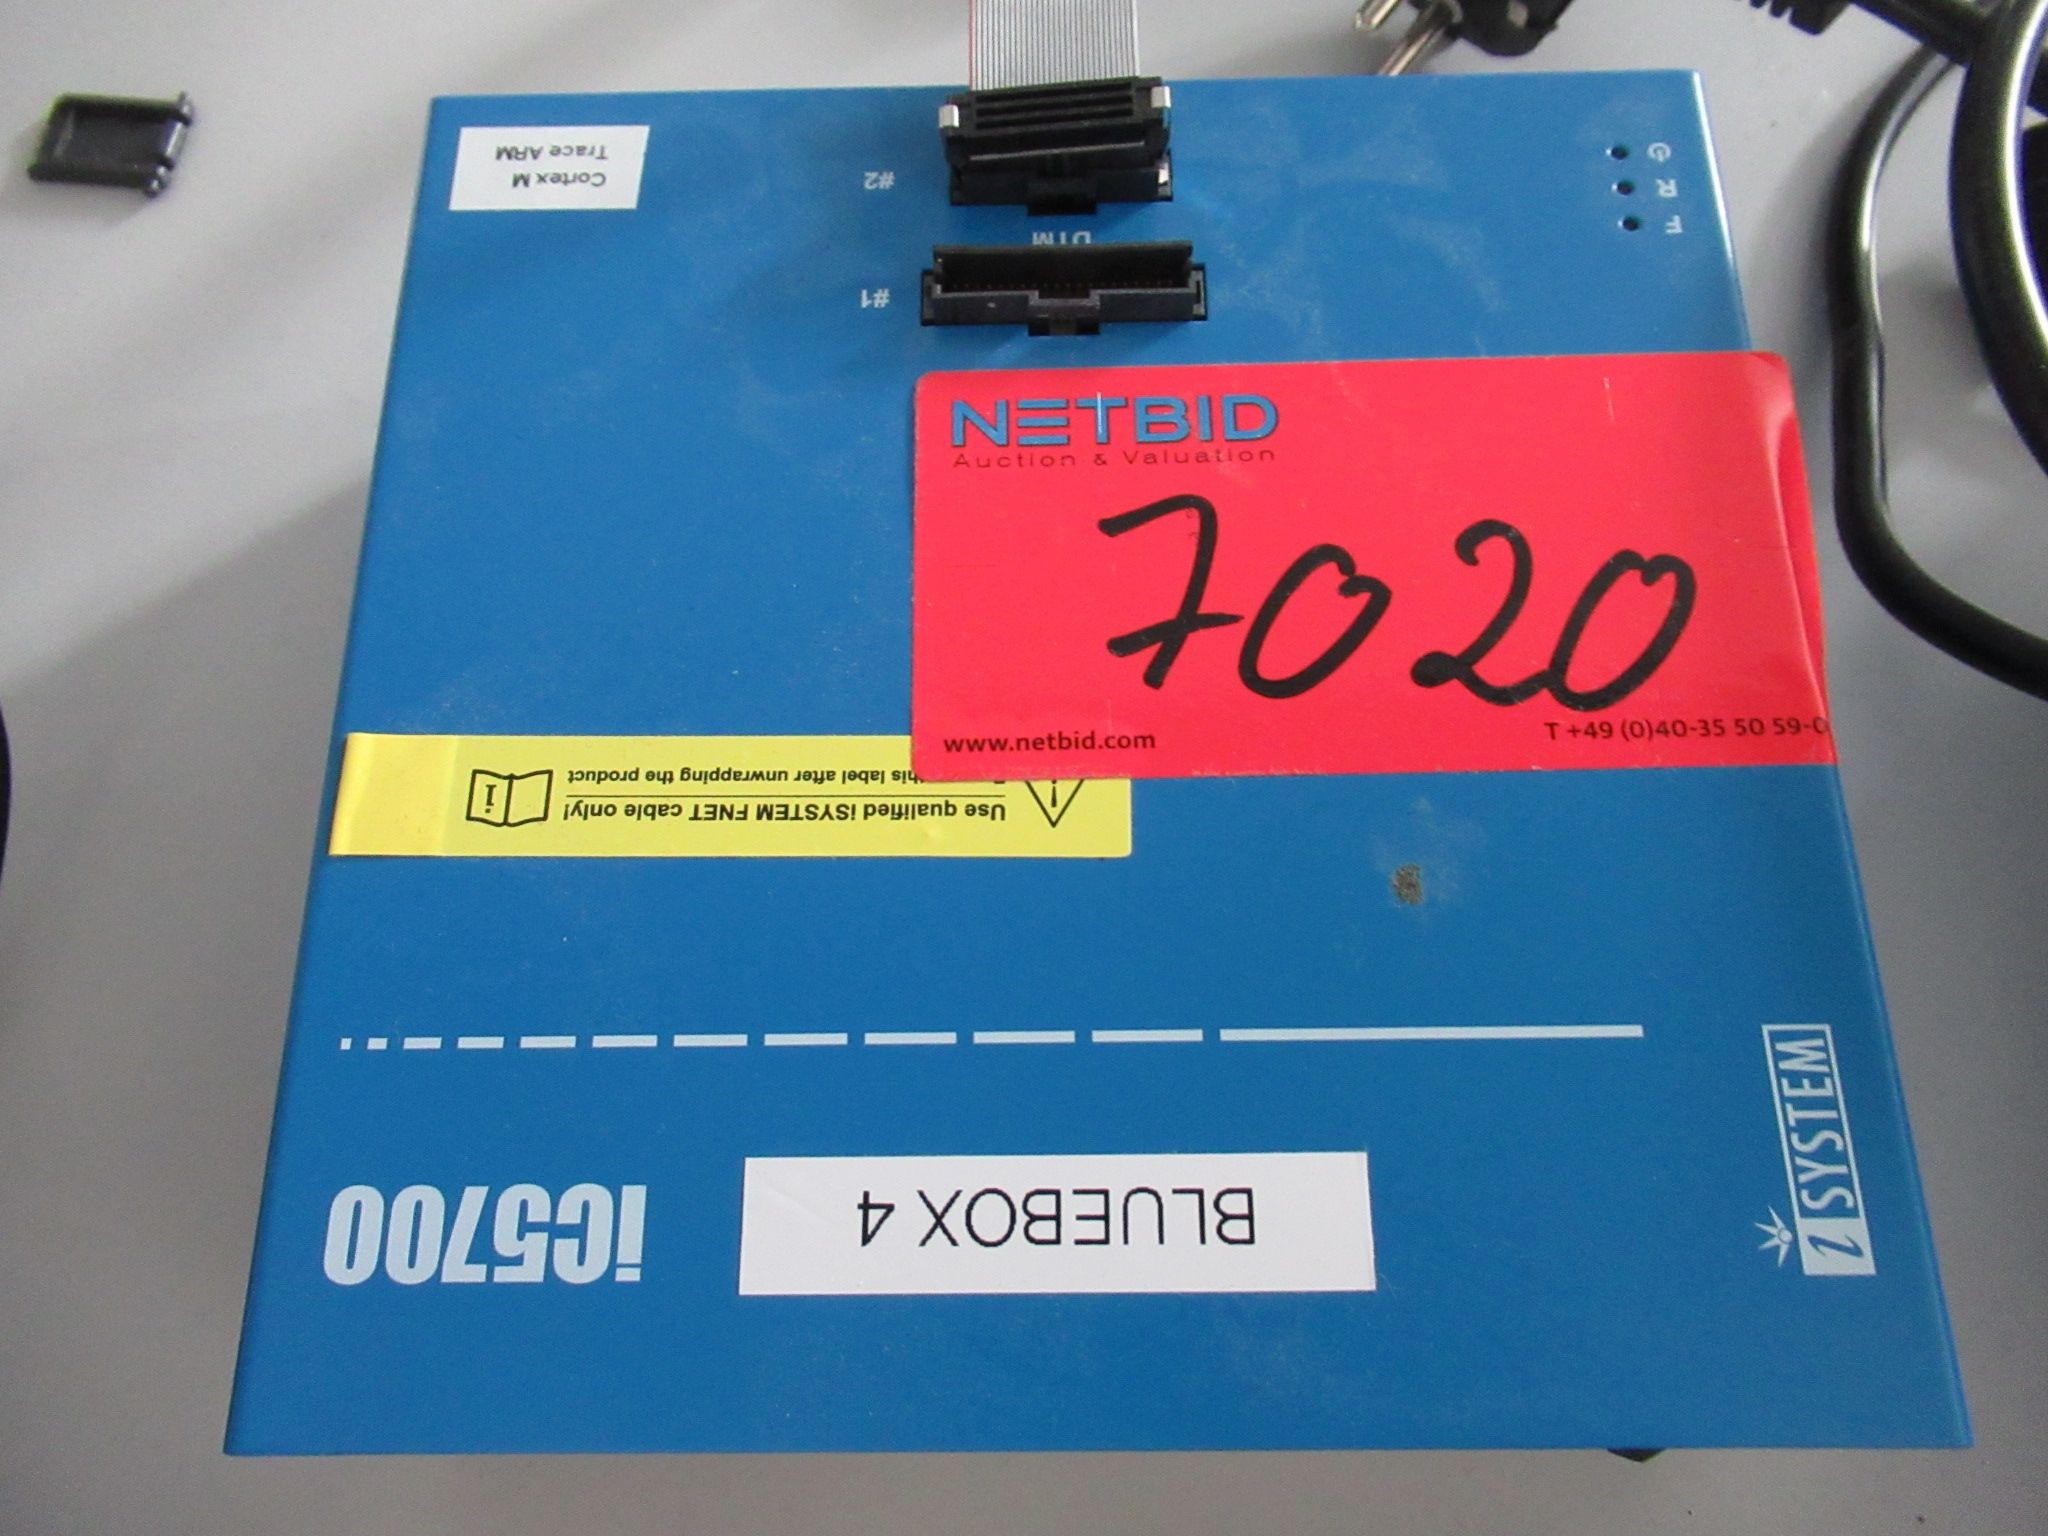 Cortex M
Trace ARM
#2
DTM
#1
NETBID
Auction & Valuation
7020
www.netbid.com
T +49 (0)40-35 50 59-0
Use qualified iSYSTEM FNET cable only!
this label after unwrapping the product
i
iSYSTEM
BLUEBOX 4
iC5700